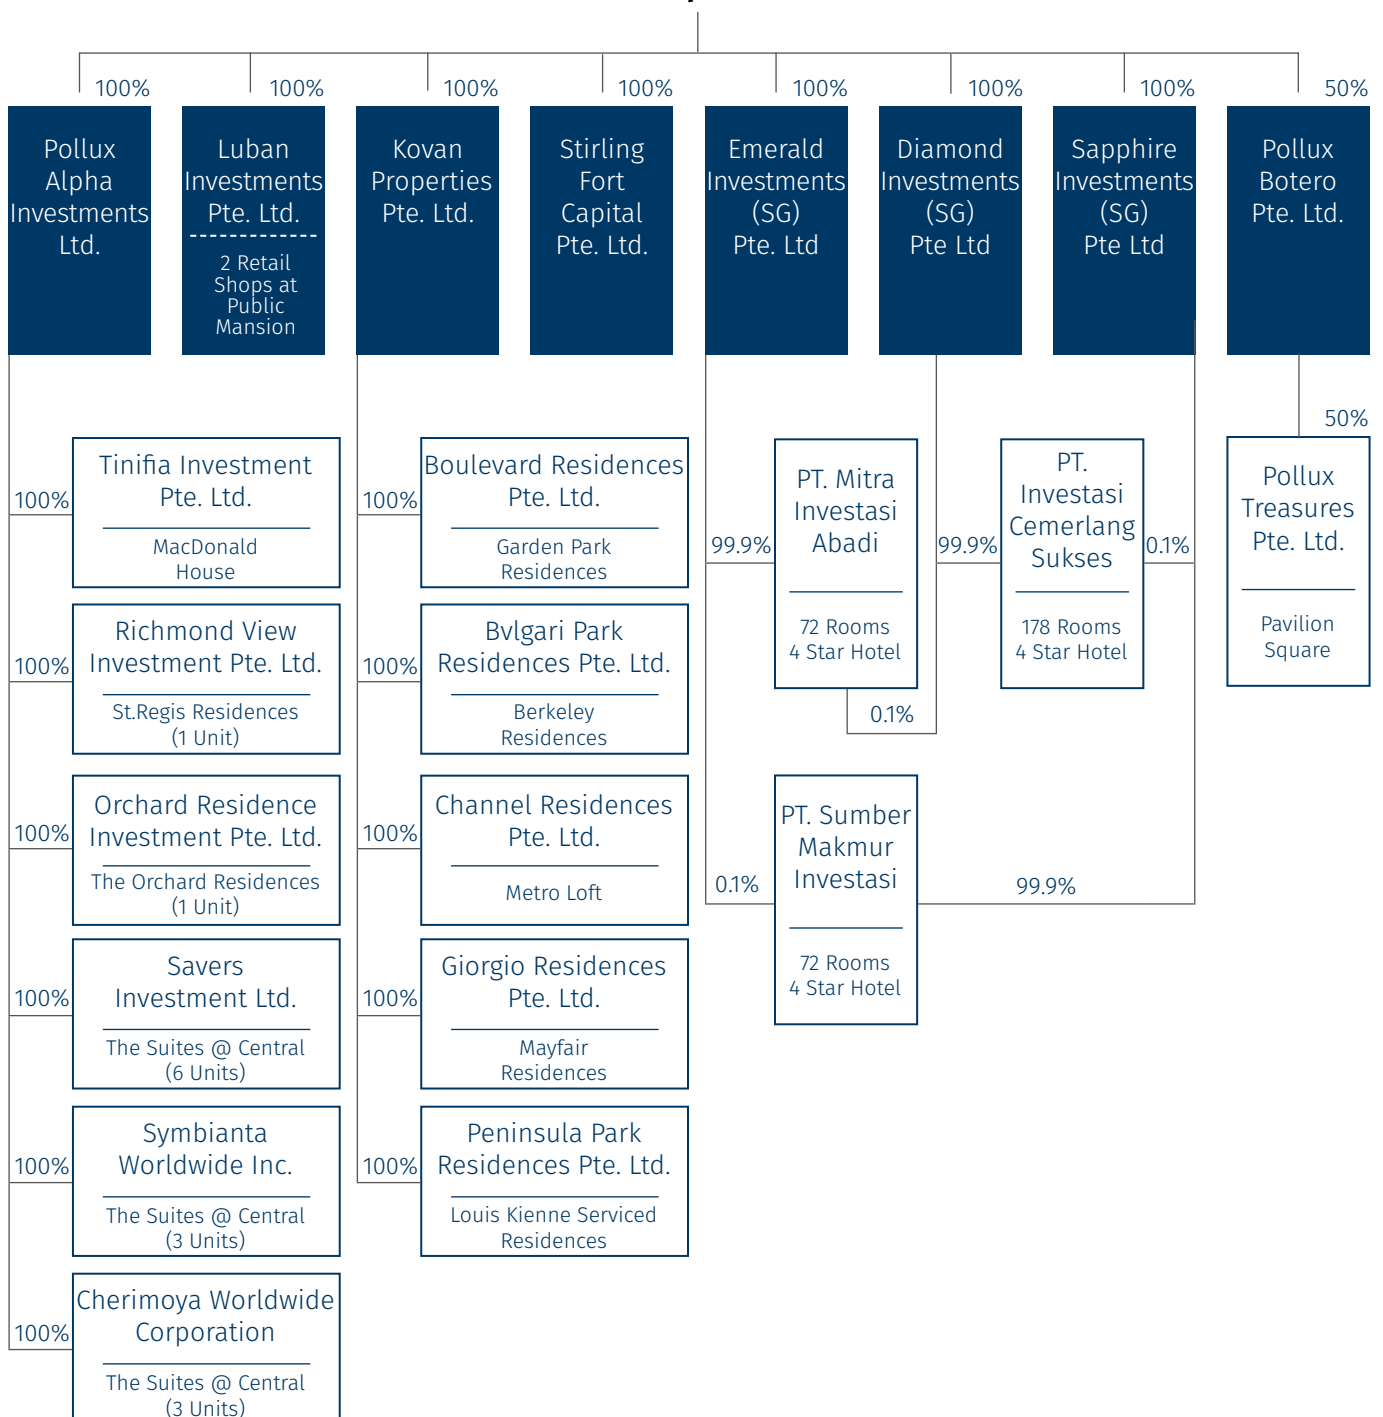 100%
100%
100%
100%
100%
100%
100%
50%
Pollux
Alpha
Investments
Ltd.
Luban
Investments
Pte. Ltd.
2 Retail
Shops at
Public
Mansion
Kovan
Properties
Pte. Ltd.
Stirling
Fort
Capital
Pte. Ltd.
Emerald
Investments
(SG)
Pte. Ltd
Diamond
Investments
(SG)
Pte Ltd
Sapphire
Investments
(SG)
Pte Ltd
Pollux
Botero
Pte. Ltd.
100%
Tinifia Investment
Pte. Ltd.
MacDonald
House
100%
Richmond View
Investment Pte. Ltd.
St.Regis Residences
(1 Unit)
100%
Orchard Residence
Investment Pte. Ltd.
The Orchard Residences
(1 Unit)
100%
Savers
Investment Ltd.
The Suites @ Central
(6 Units)
100%
Symbianta
Worldwide Inc.
The Suites @ Central
(3 Units)
100%
Cherimoya Worldwide
Corporation
The Suites @ Central
(3 Units)
100%
Boulevard Residences
Pte. Ltd.
Garden Park
Residences
100%
Bvlgari Park
Residences Pte. Ltd.
Berkeley
Residences
100%
Channel Residences
Pte. Ltd.
Metro Loft
100%
Giorgio Residences
Pte. Ltd.
Mayfair
Residences
100%
Peninsula Park
Residences Pte. Ltd.
Louis Kienne Serviced
Residences
99.9%
PT. Mitra
Investasi
Abadi
72 Rooms
4 Star Hotel
0.1%
99.9%
PT.
Investasi
Cemerlang
Sukses
178 Rooms
4 Star Hotel
0.1%
0.1%
PT. Sumber
Makmur
Investasi
72 Rooms
4 Star Hotel
99.9%
50%
Pollux
Treasures
Pte. Ltd.
Pavilion
Square